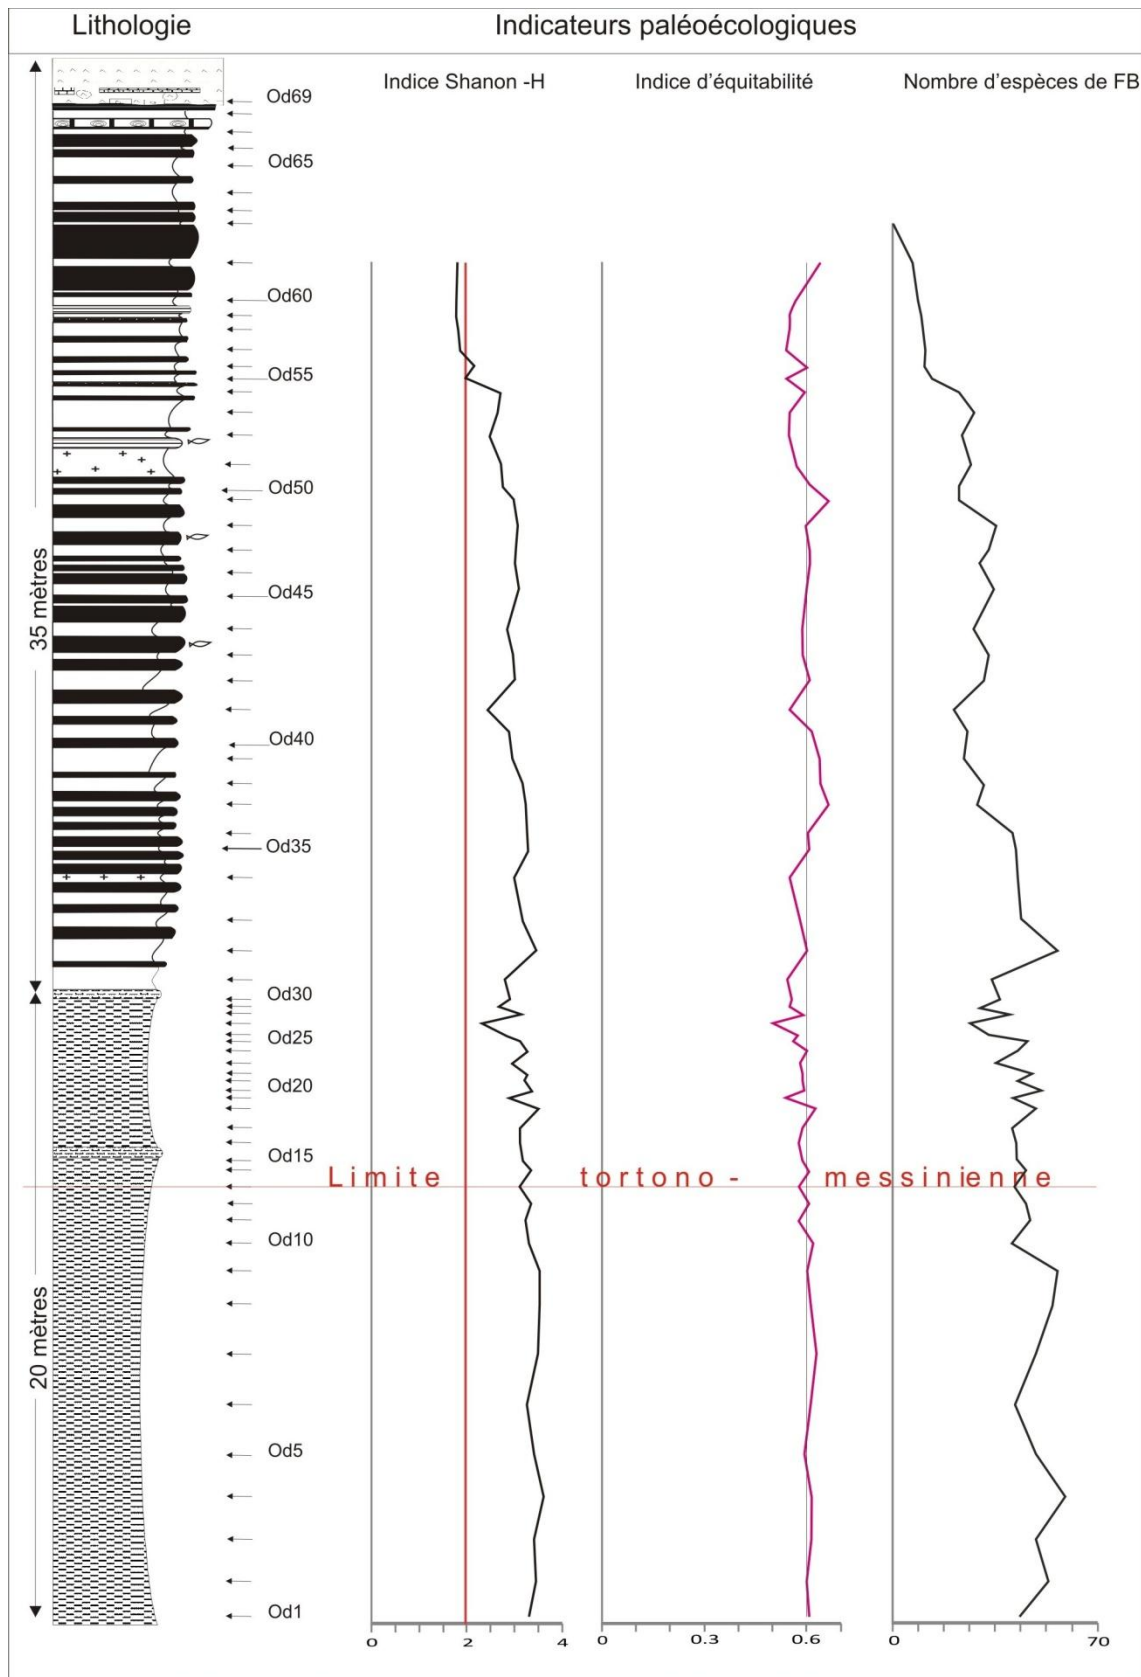 Lithologie
Indicateurs paléoécologiques
Indice Shanon -H
Indice d'équitabilité
Nombre d'espèces de FB
Od69
Od65
Od60
Od55
Od50
35 mètres
Od45
Od40
Od35
Od30
Od25
Od20
Od15
Limite tortono - messinienne
Od10
20 mètres
Od5
Od1
0 2 4
0 0.3 0.6
0 70